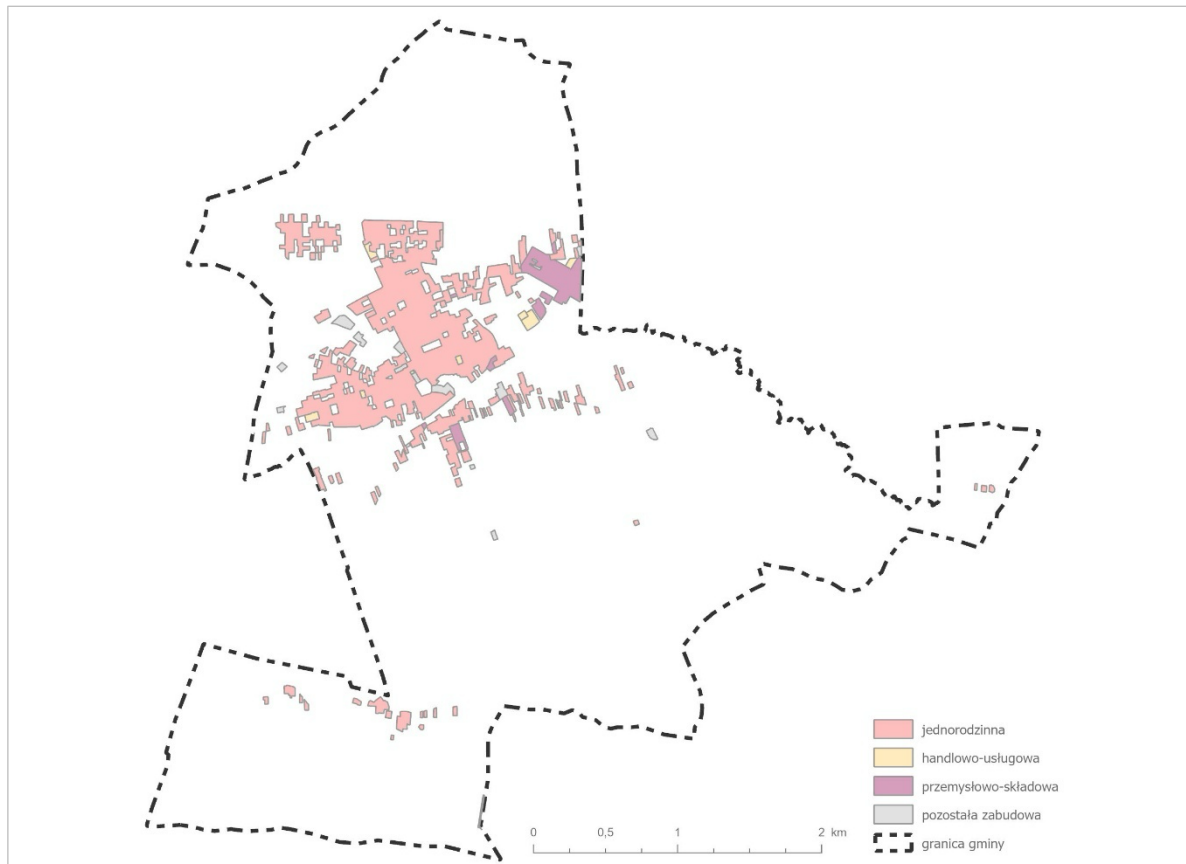 jednorodzinna
handlowo-usługowa
przemysłowo-składowa
pozostała zabudowa
granica gminy
0 0,5 1 2 km